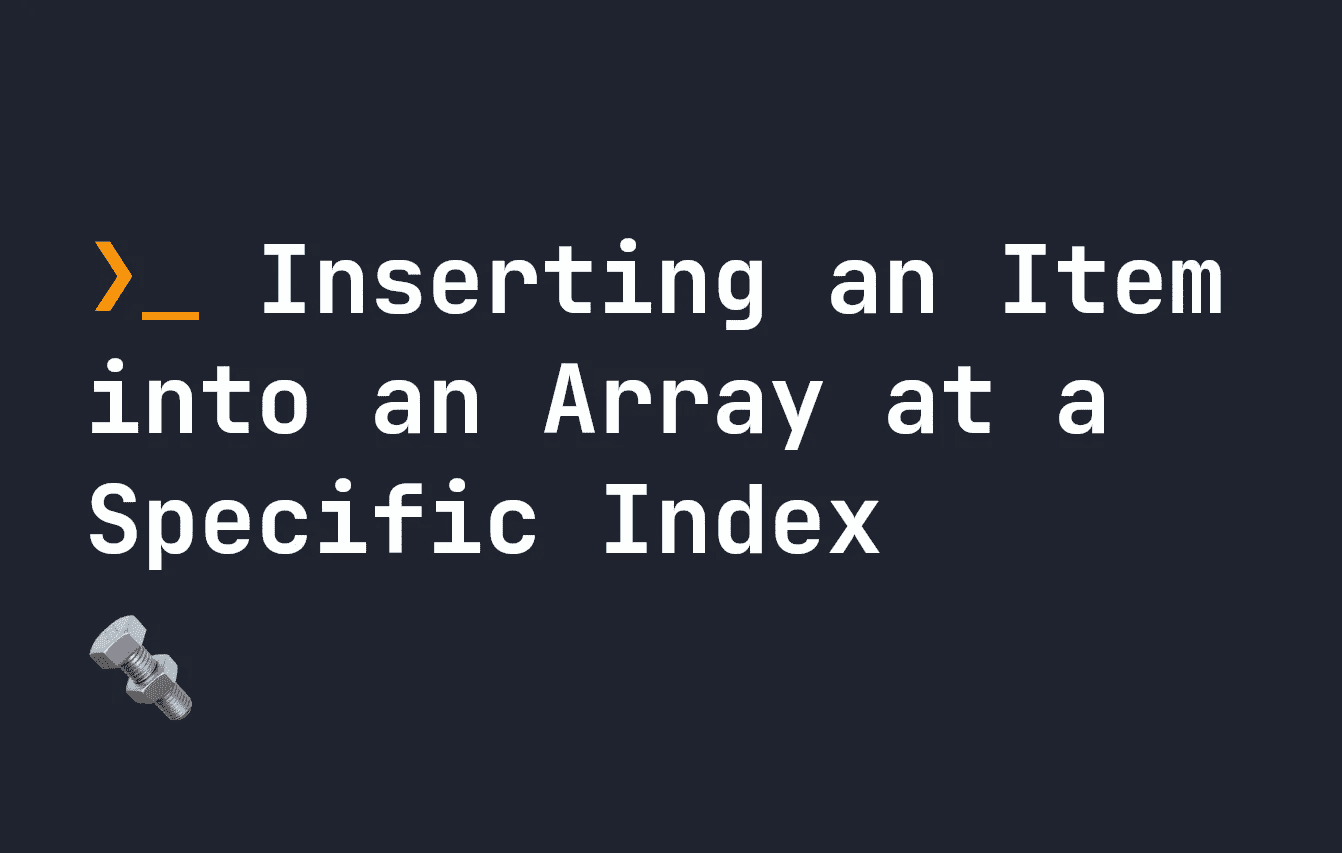 ❯_ Inserting an Item
into an Array at a
Specific Index